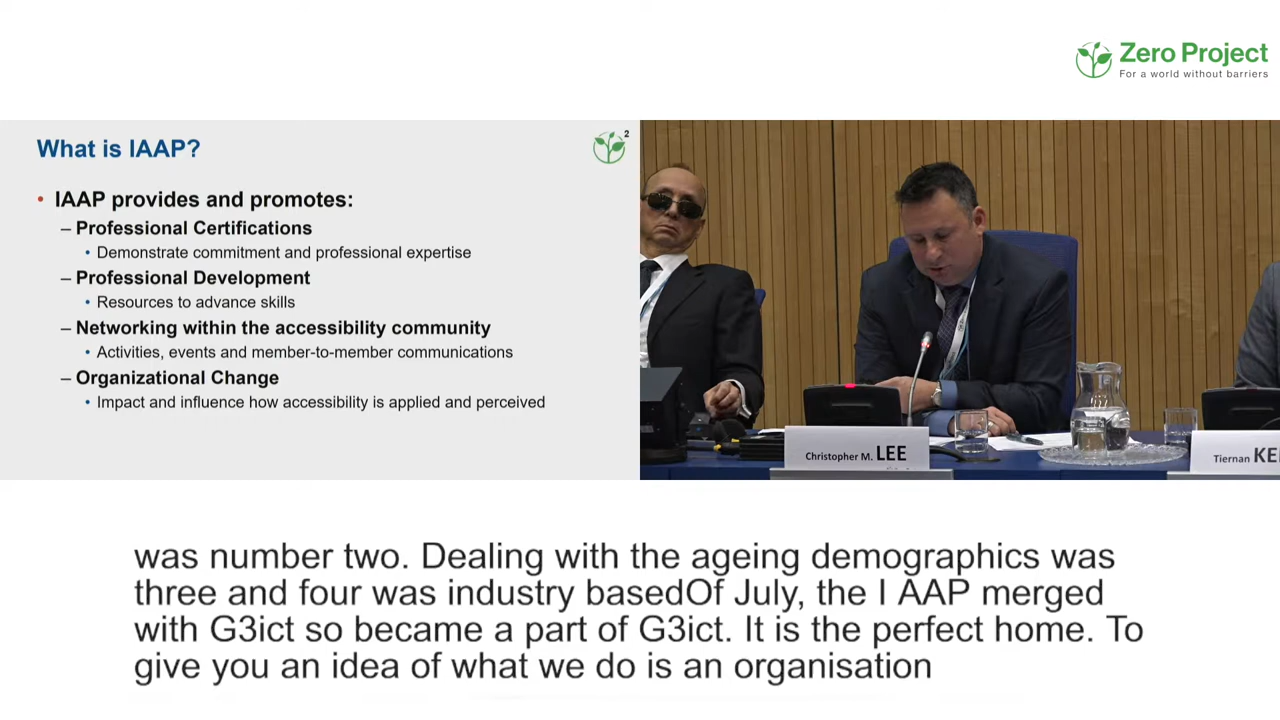 Zero Project
For a world without barriers
What is IAAP?
2
• IAAP provides and promotes:
– Professional Certifications
• Demonstrate commitment and professional expertise
– Professional Development
• Resources to advance skills
– Networking within the accessibility community
• Activities, events and member-to-member communications
– Organizational Change
• Impact and influence how accessibility is applied and perceived
Christopher M. LEE
Tiernan KE
was number two. Dealing with the ageing demographics was
three and four was industry basedOf July, the I AAP merged
with G3ict so became a part of G3ict. It is the perfect home. To
give you an idea of what we do is an organisation